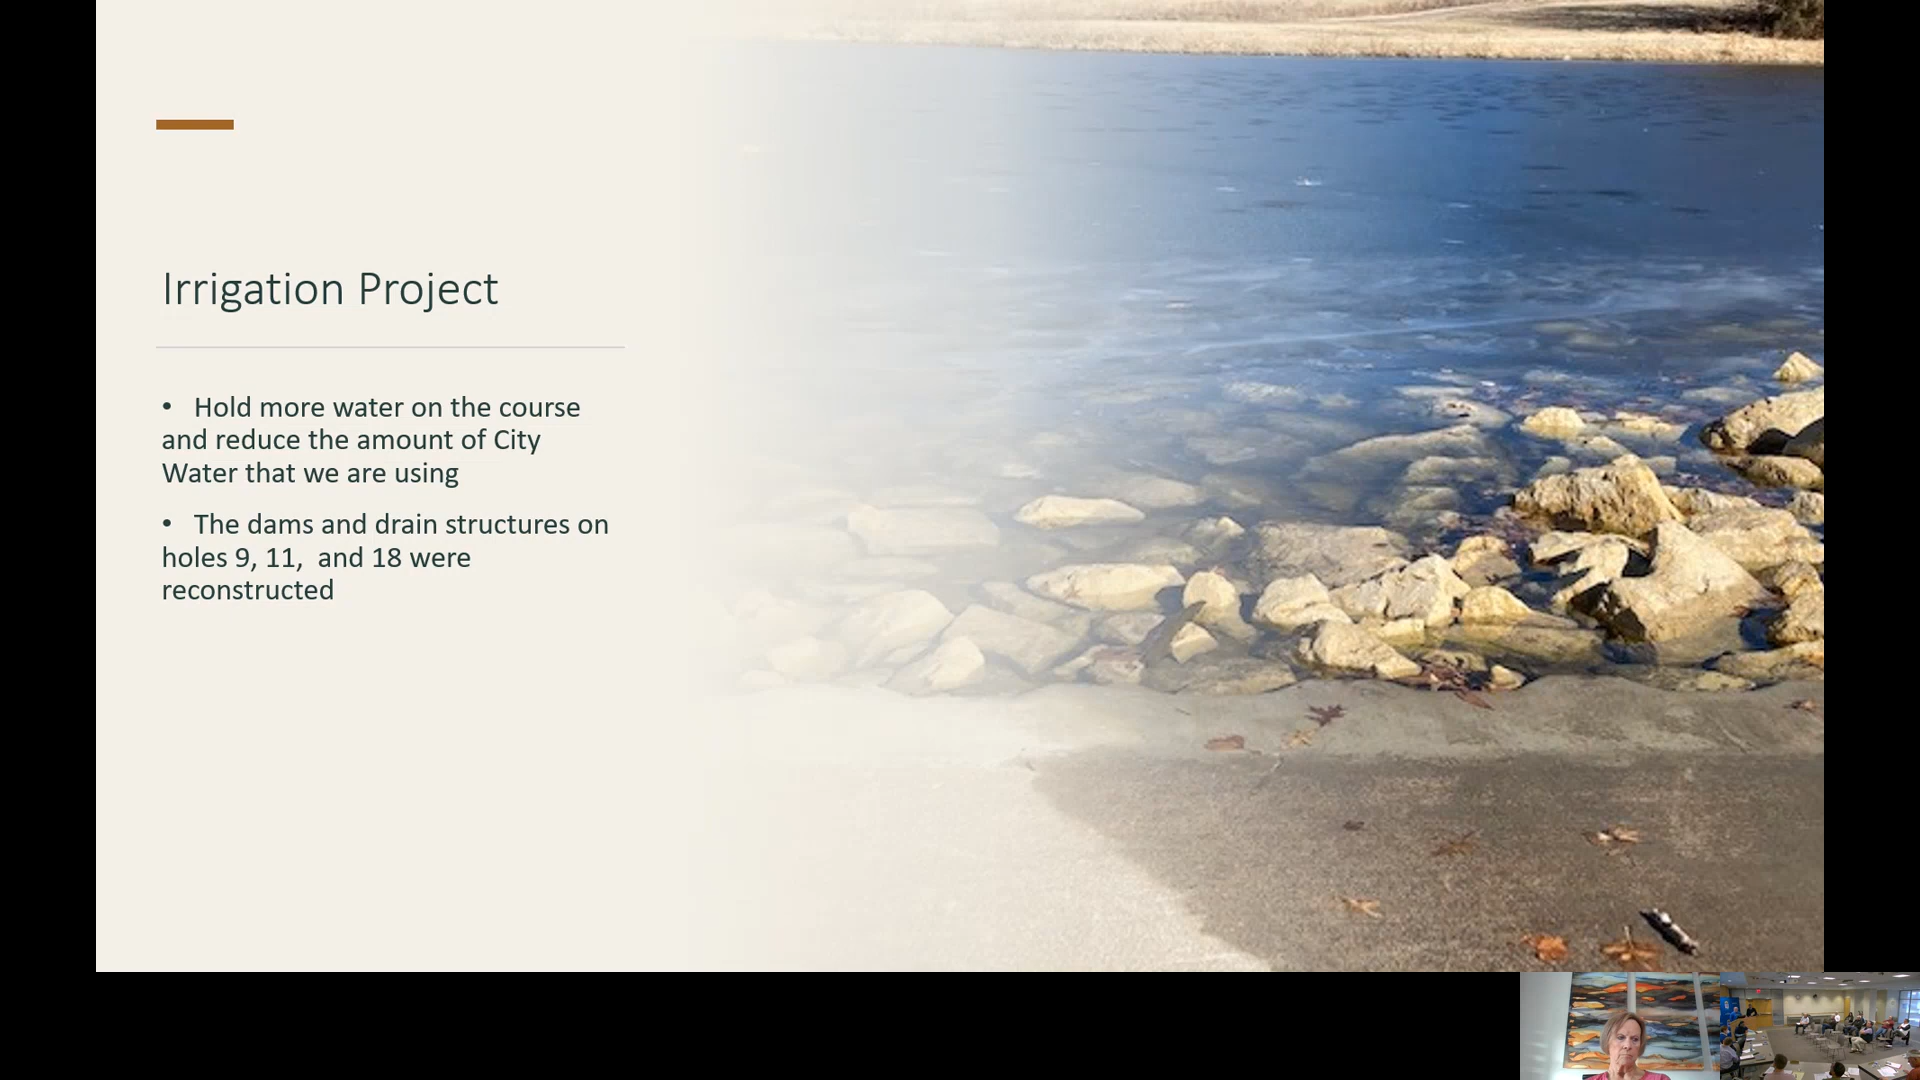 Irrigation Project
• Hold more water on the course
and reduce the amount of City
Water that we are using
• The dams and drain structures on
holes 9, 11,  and 18 were
reconstructed